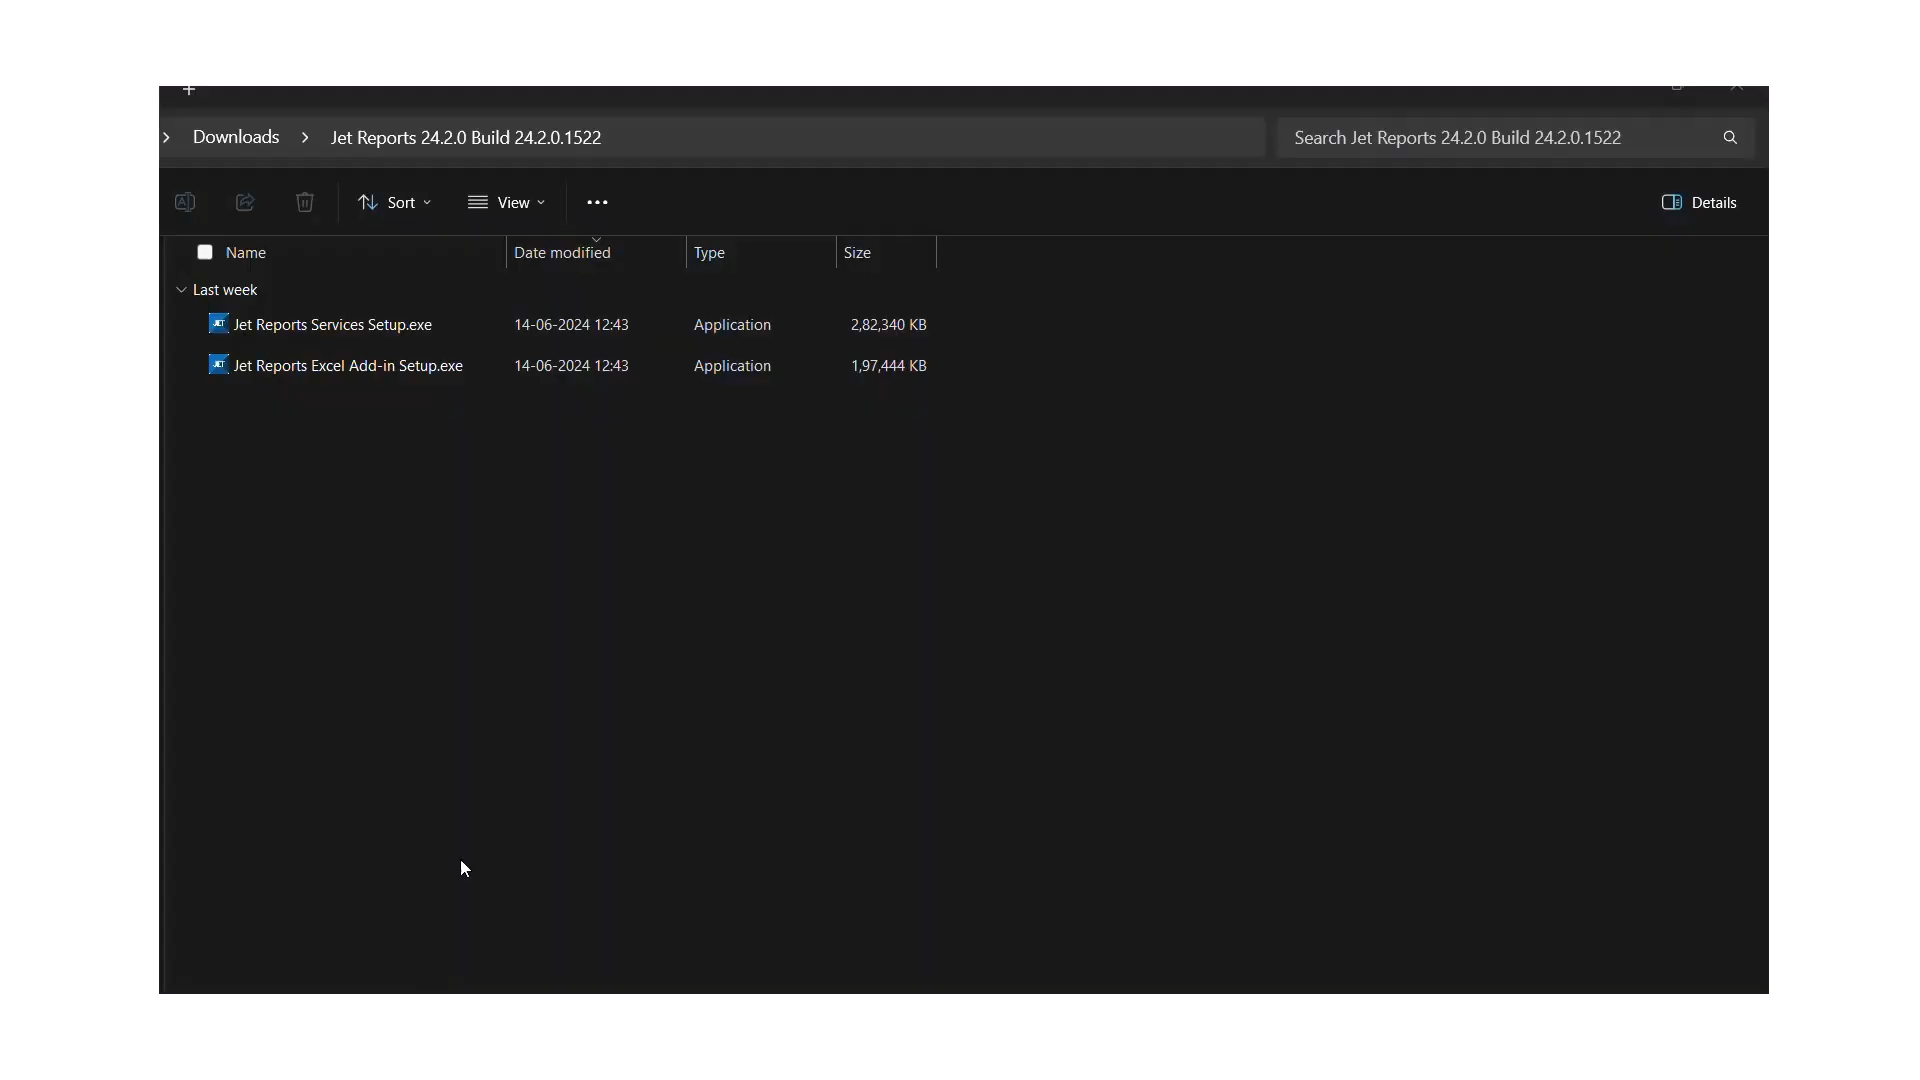 Downloads > Jet Reports 24.2.0 Build 24.2.0.1522 Search Jet Reports 24.2.0 Build 24.2.0.1522
Sort View Details
Name Date modified Type Size
Last week
JET Jet Reports Services Setup.exe 14-06-2024 12:43 Application 2,82,340 KB
JET Jet Reports Excel Add-in Setup.exe 14-06-2024 12:43 Application 1,97,444 KB